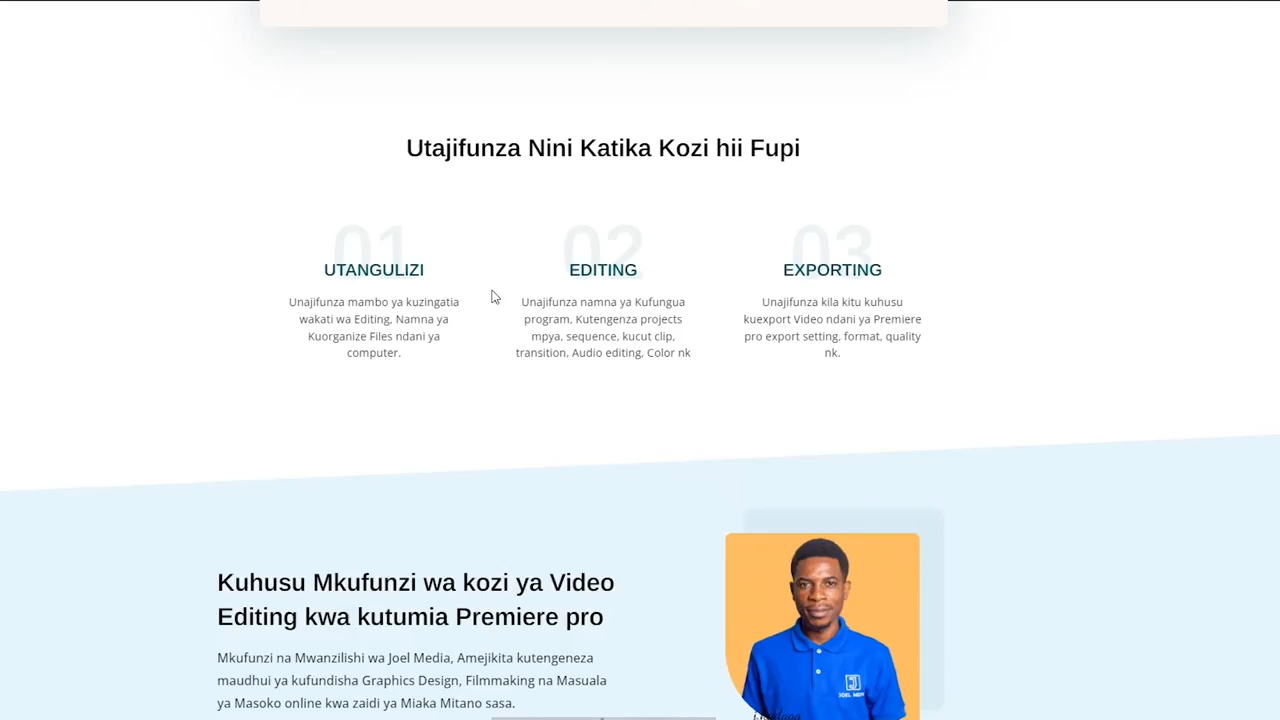 Utajifunza Nini Katika Kozi hii Fupi
01
UTANGULIZI
Unajifunza mambo ya kuzingatia
wakati wa Editing, Namna ya
Kuorganize Files ndani ya
computer.
02
EDITING
Unajifunza namna ya Kufungua
program, Kutengenza projects
mpya, sequence, kucut clip,
transition, Audio editing, Color nk
03
EXPORTING
Unajifunza kila kitu kuhusu
kuexport Video ndani ya Premiere
pro export setting, format, quality
nk.
Kuhusu Mkufunzi wa kozi ya Video
Editing kwa kutumia Premiere pro
Mkufunzi na Mwanzilishi wa Joel Media, Amejikita kutengeneza
maudhui ya kufundisha Graphics Design, Filmmaking na Masuala
ya Masoko online kwa zaidi ya Miaka Mitano sasa.